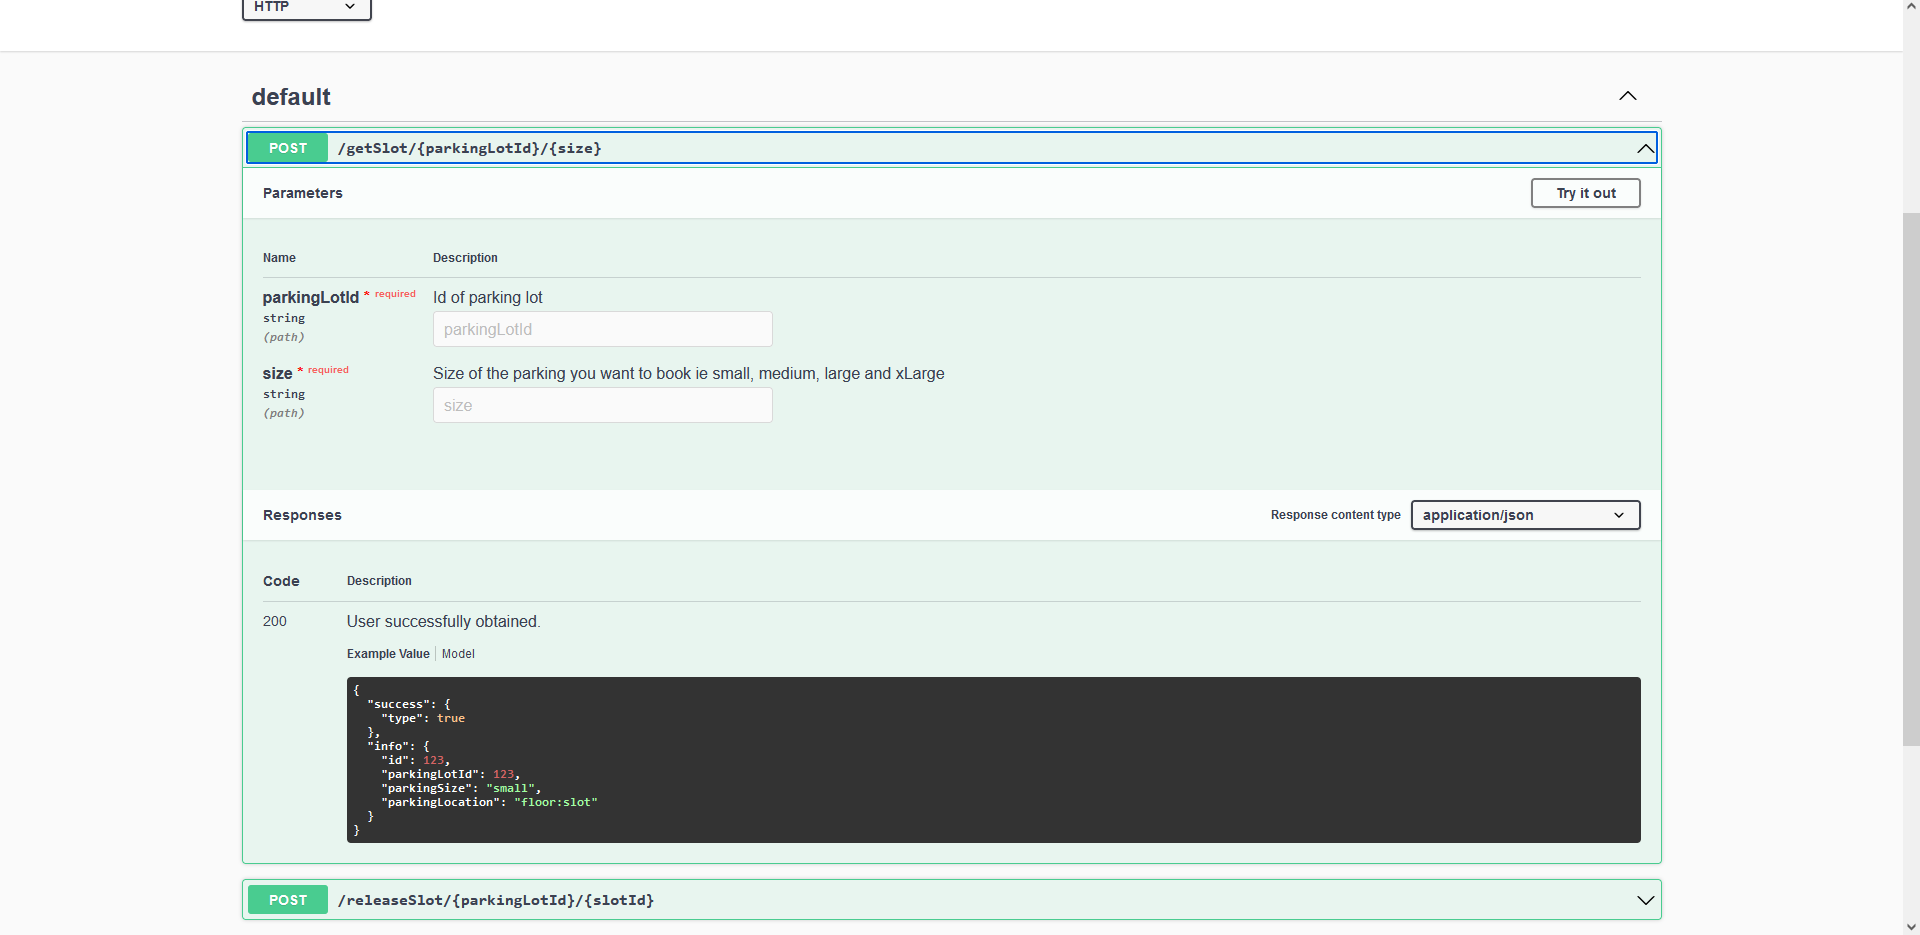 HTTP
default
POST /getSlot/{parkingLotId}/{size}
Parameters
Try it out
Name Description
parkingLotId * required Id of parking lot
string
(path)
parkingLotId
size * required Size of the parking you want to book ie small, medium, large and xLarge
string
(path)
size
Responses
Response content type application/json
Code Description
200 User successfully obtained.
Example Value Model
{
  "success": {
    "type": true
  },
  "info": {
    "id": 123,
    "parkingLotId": 123,
    "parkingSize": "small",
    "parkingLocation": "floor:slot"
  }
}
POST /releaseSlot/{parkingLotId}/{slotId}